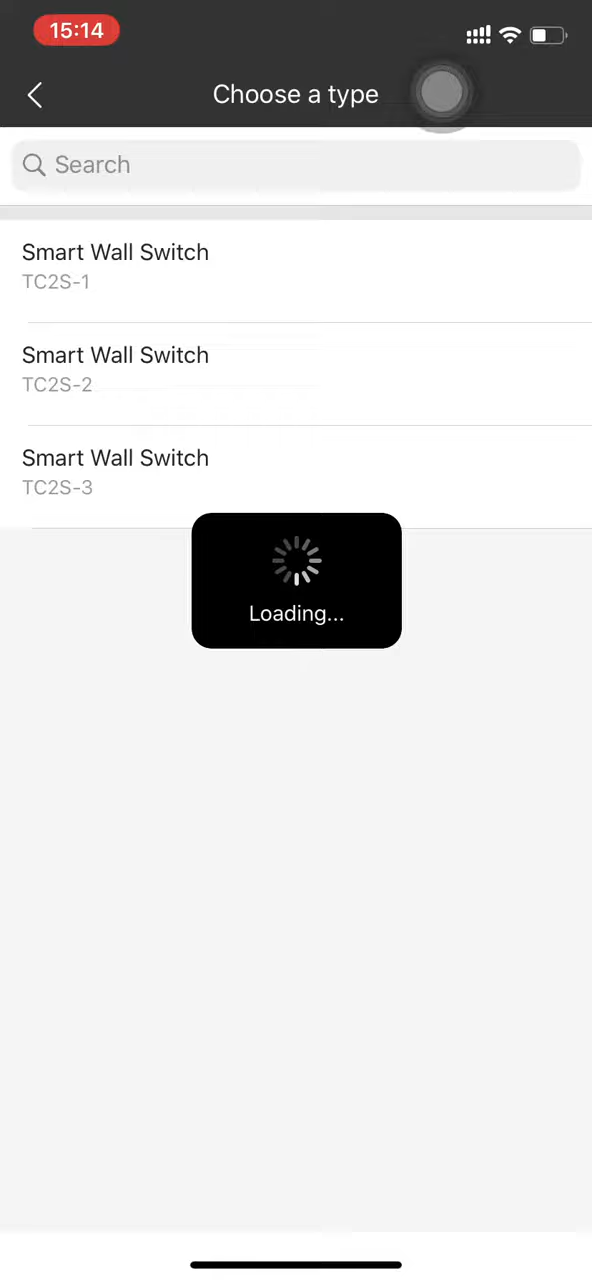 15:14
Choose a type
Search
Smart Wall Switch
TC2S-1
Smart Wall Switch
TC2S-2
Smart Wall Switch
TC2S-3
Loading...